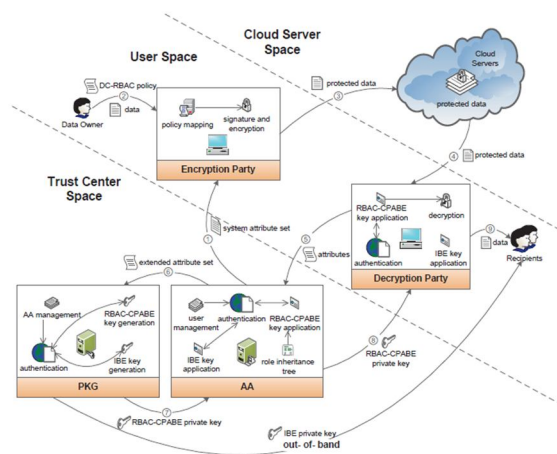 User Space
Cloud Server
Space
Cloud
Servers
protected data
DC-RBAC policy
②
data
Data Owner
policy mapping
signature and
encryption
Encryption Party
protected data
③
④
protected data
Trust Center
Space
①
system attribute set
RBAC-CPABE
key application
decryption
authentication
IBE key
application
Decryption Party
⑤
attributes
⑨
data
Recipients
extended attribute set
⑥
AA management
RBAC-CPABE
key generation
authentication
IBE key
generation
PKG
user
management
authentication
RBAC-CPABE
key application
IBE key
application
role inheritance
tree
AA
⑧
RBAC-CPABE
private key
⑦
RBAC-CPABE private key
IBE private key
out- of- band